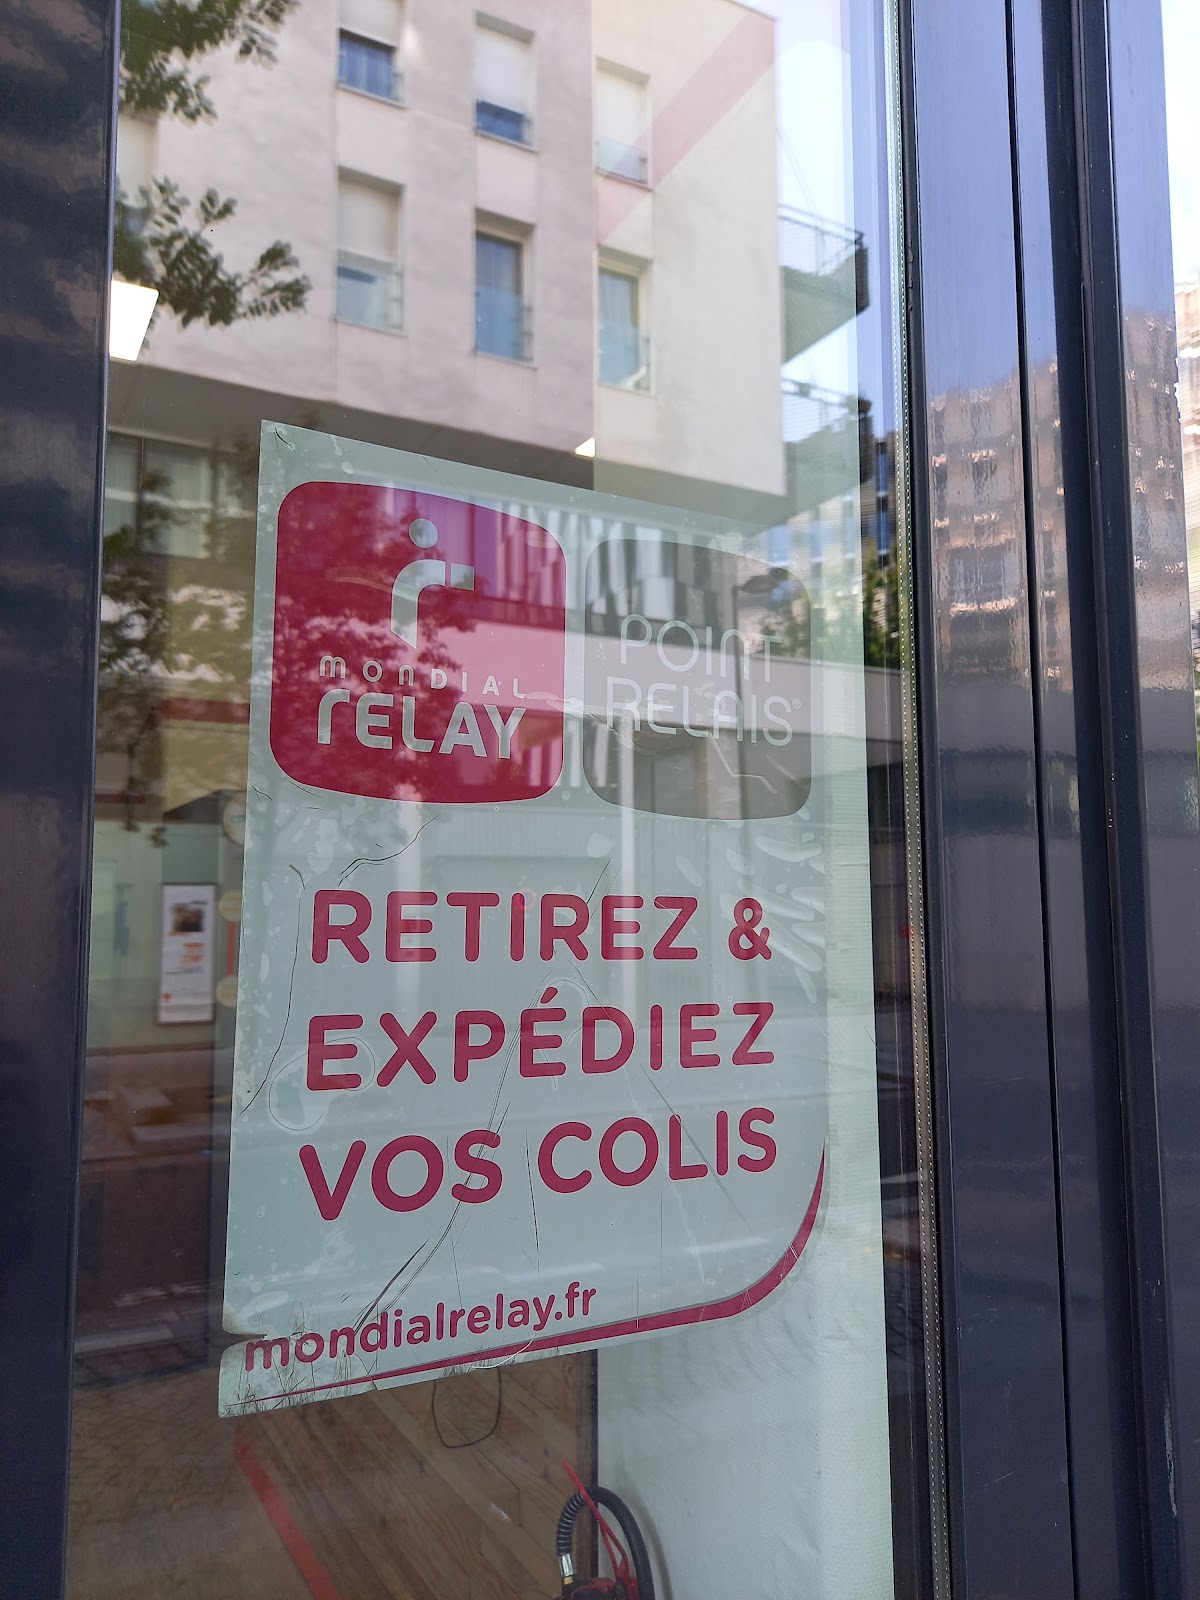 mondial
RELAY
POINT
RELAIS®
RETIREZ &
EXPÉDIEZ
VOS COLIS
mondialrelay.fr